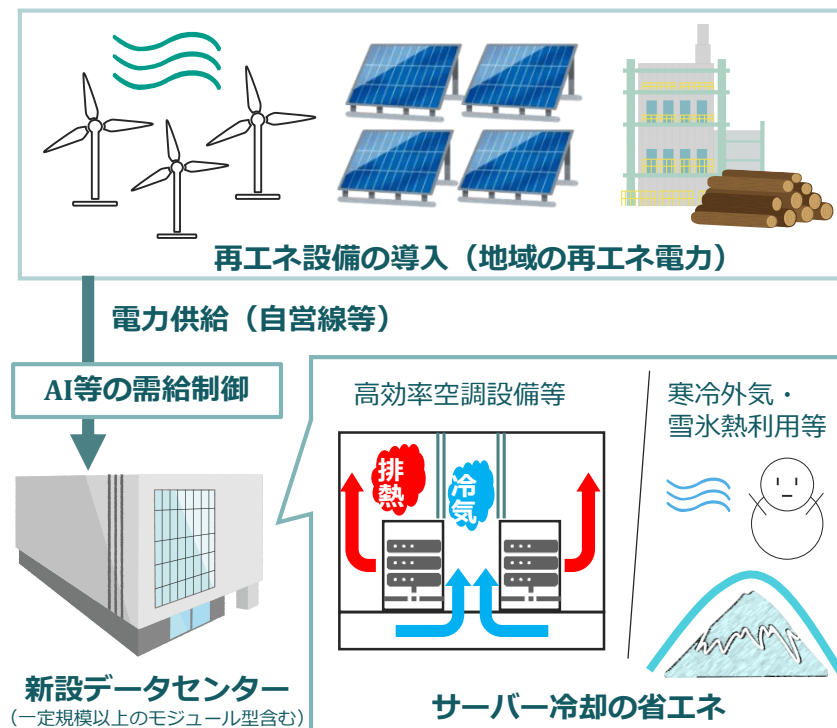 再エネ設備の導入（地域の再エネ電力）
電力供給（自営線等）
AI等の需給制御
新設データセンター
（一定規模以上のモジュール型含む）
高効率空調設備等
排熱
冷気
寒冷外気・
雪氷熱利用等
サーバー冷却の省エネ